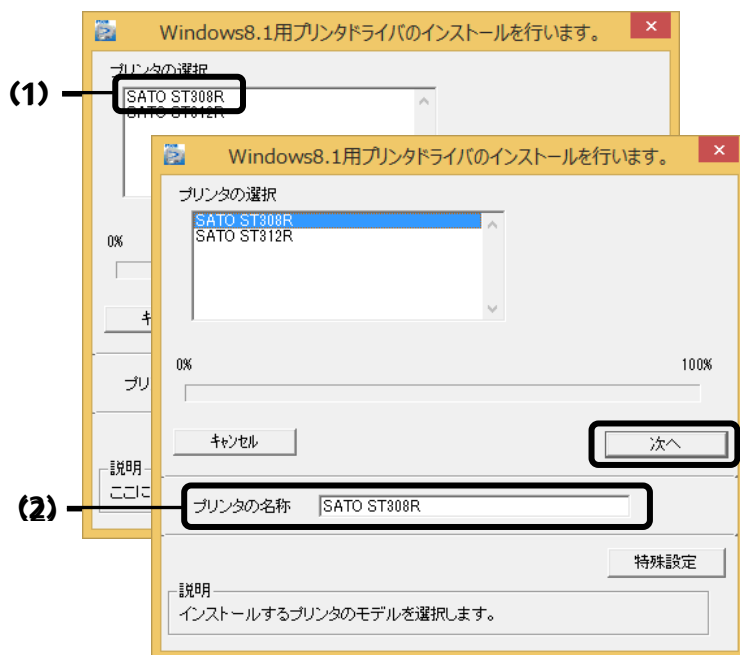 Windows8.1用プリンタドライバのインストールを行います。
プリンタの選択
(1)
SATO ST308R
SATO ST312R
Windows8.1用プリンタドライバのインストールを行います。
プリンタの選択
SATO ST308R
SATO ST312R
0%
0%
100%
キ
プリ
キャンセル
次へ
説明
ここに
(2)
プリンタの名称
SATO ST308R
特殊設定
説明
インストールするプリンタのモデルを選択します。